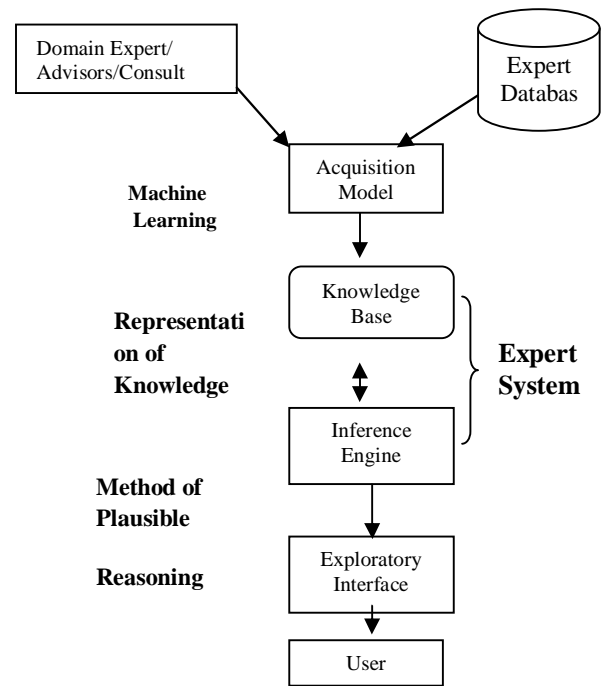 Domain Expert/
Advisors/Consult
Expert
Databas
Acquisition
Model
Machine
Learning
Knowledge
Base
Representati
on of
Knowledge
Expert
System
Inference
Engine
Method of
Plausible
Reasoning
Exploratory
Interface
User